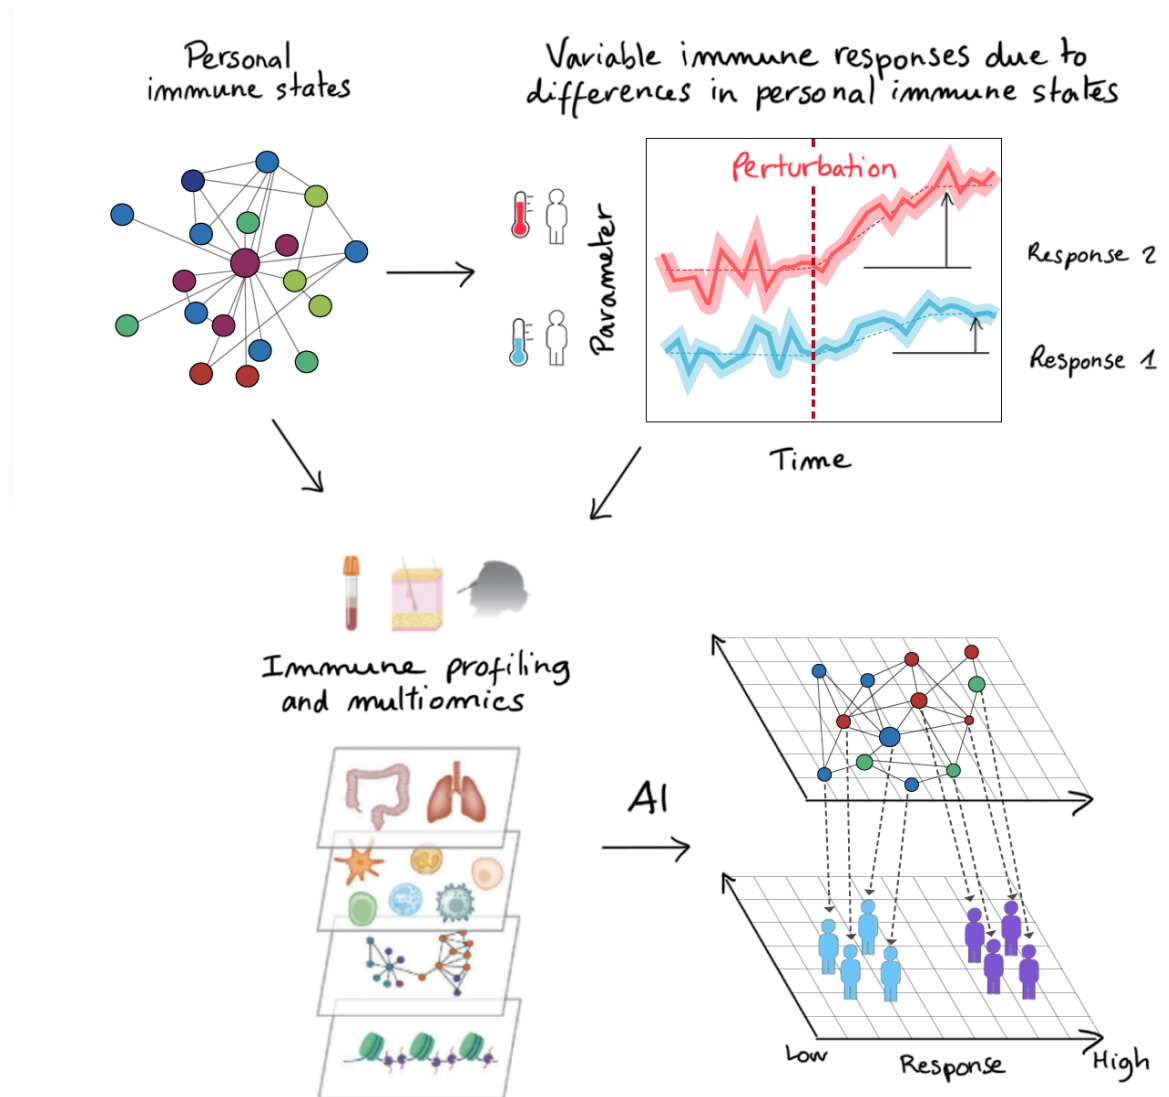 Personal
immune states
Variable immune responses due to
differences in personal immune states
Perturbation
Parameter
Response 2
Response 1
Time
Immune profiling
and multiomics
AI
Low
Response
High